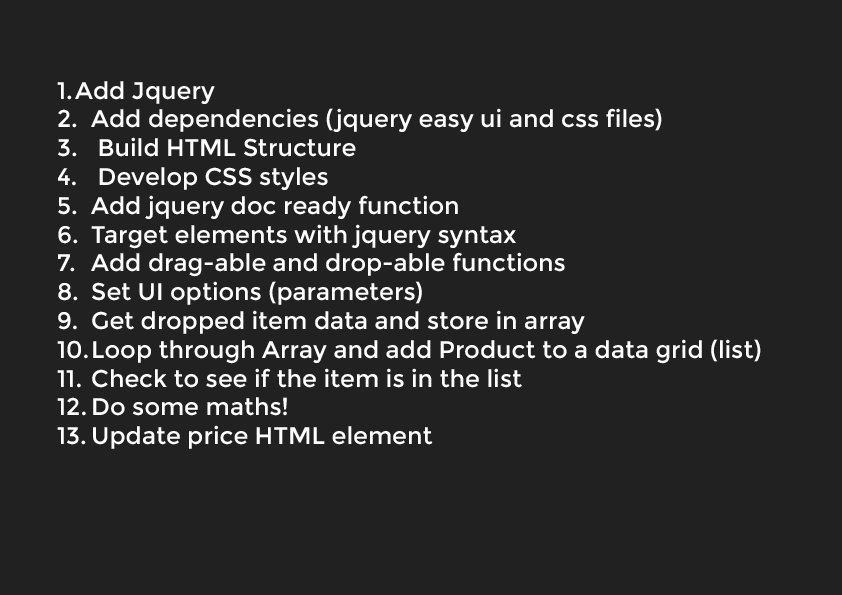 1. Add Jquery
2. Add dependencies (jquery easy ui and css files)
3. Build HTML Structure
4. Develop CSS styles
5. Add jquery doc ready function
6. Target elements with jquery syntax
7. Add drag-able and drop-able functions
8. Set UI options (parameters)
9. Get dropped item data and store in array
10. Loop through Array and add Product to a data grid (list)
11. Check to see if the item is in the list
12. Do some maths!
13. Update price HTML element